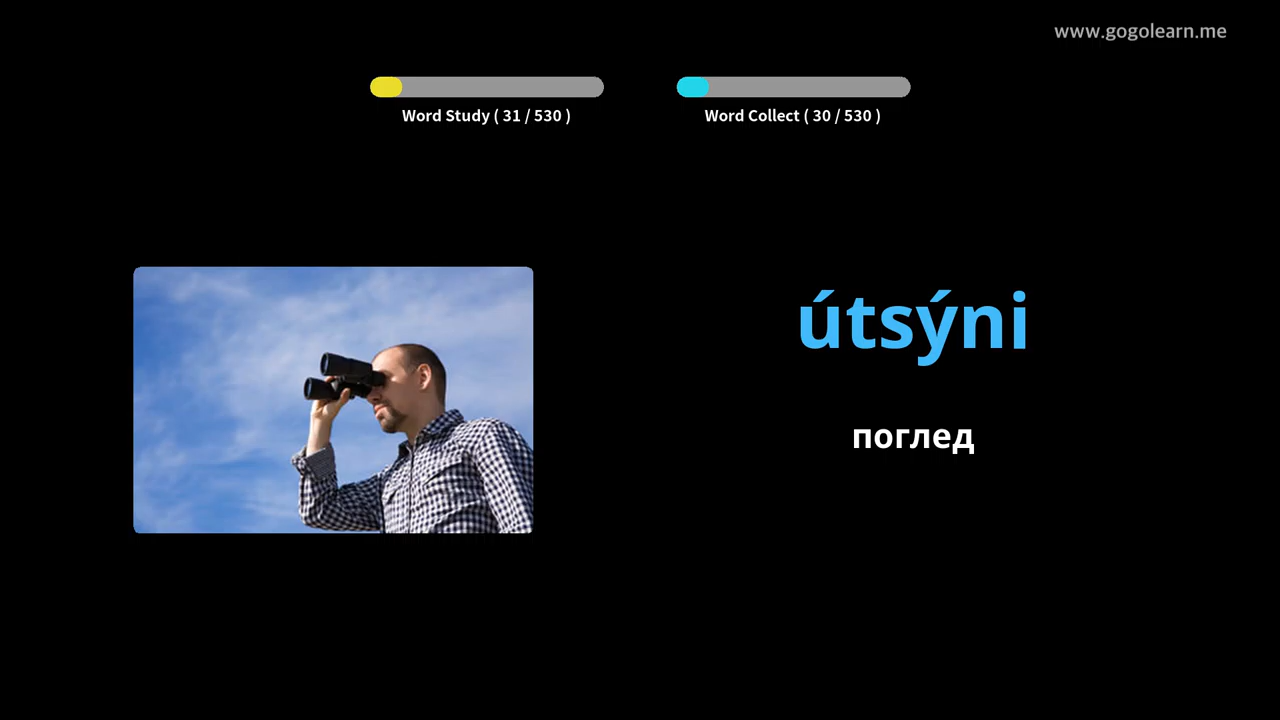 www.gogolearn.me
Word Study ( 31 / 530 )
Word Collect ( 30 / 530 )
útsýni
поглед